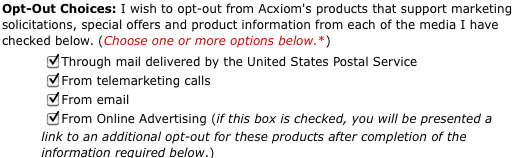 Opt-Out Choices: I wish to opt-out from Acxiom's products that support marketing
solicitations, special offers and product information from each of the media I have
checked below. (Choose one or more options below.*)
Through mail delivered by the United States Postal Service
From telemarketing calls
From email
From Online Advertising (if this box is checked, you will be presented a
link to an additional opt-out for these products after completion of the
information required below.)